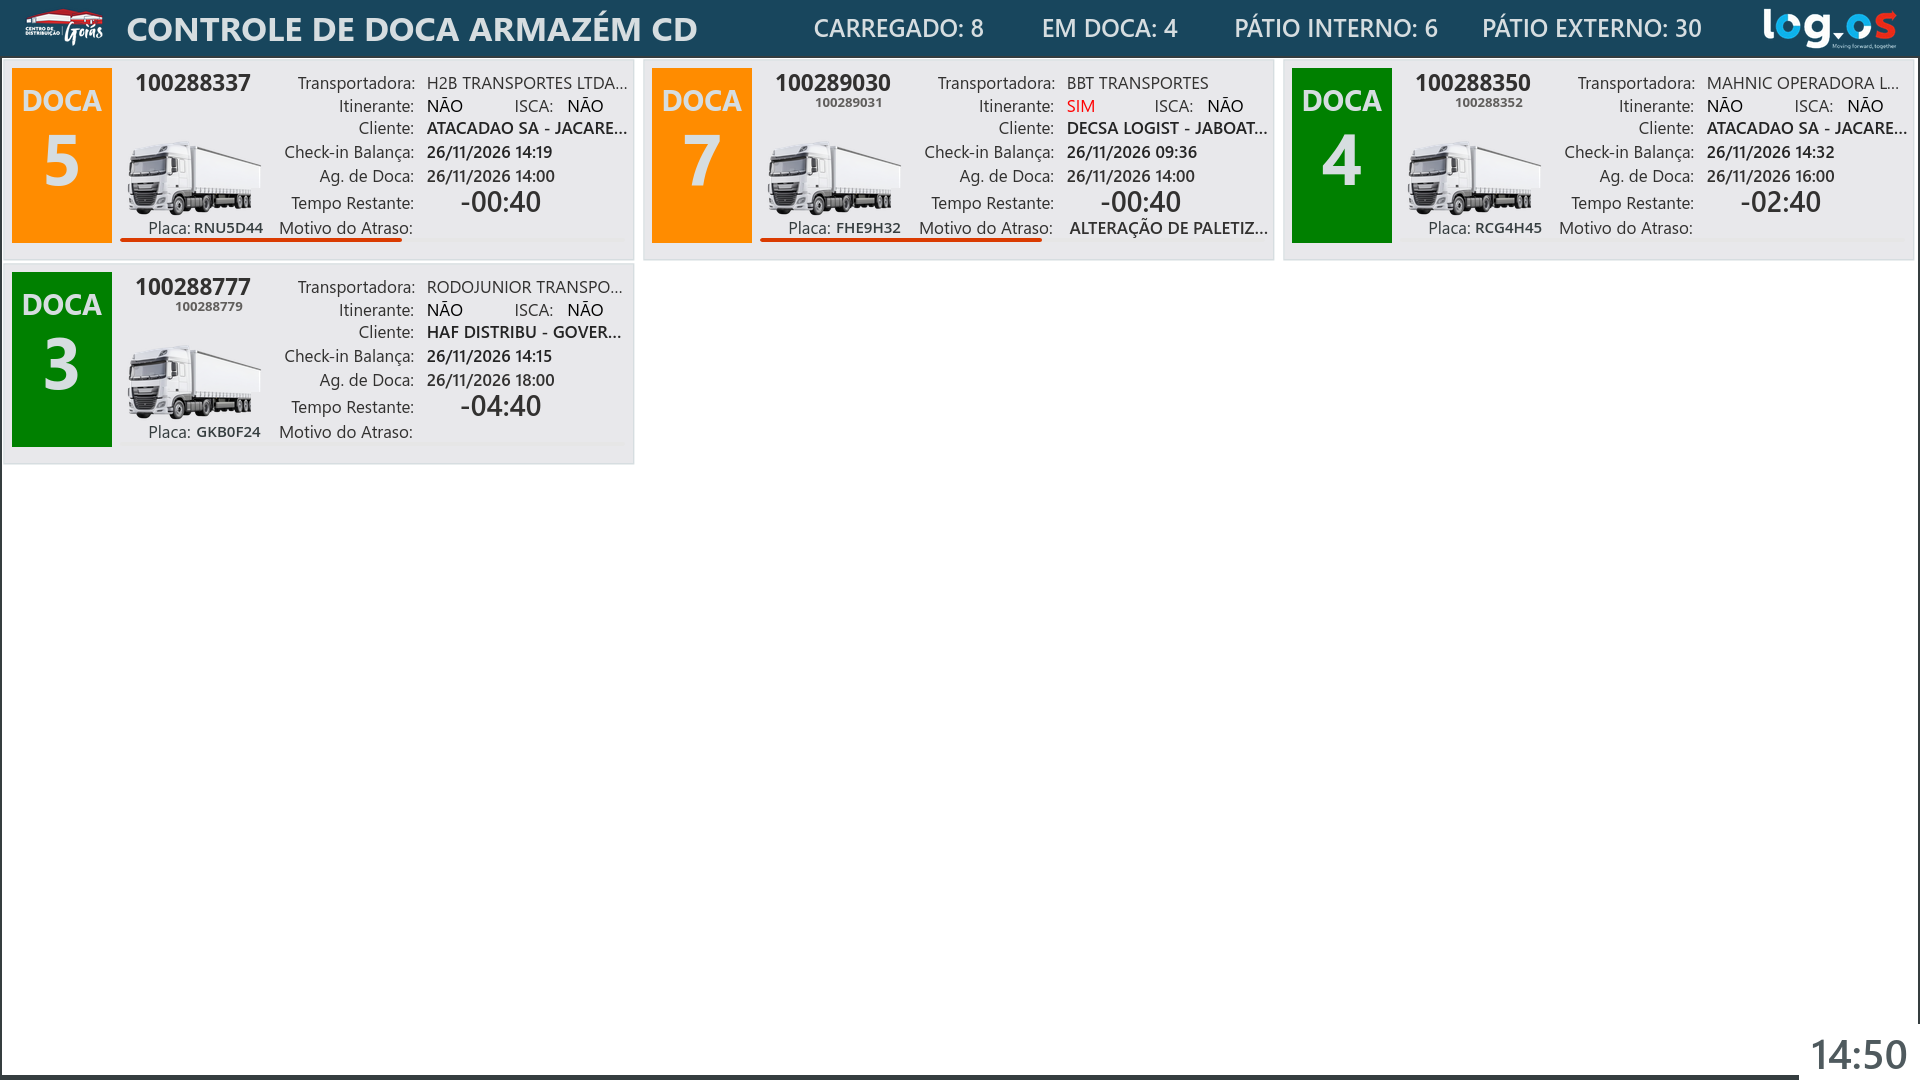 CENTRO DE DISTRIBUIÇÃO Goiás
CONTROLE DE DOCA ARMAZÉM CD
CARREGADO: 8
EM DOCA: 4
PÁTIO INTERNO: 6
PÁTIO EXTERNO: 30
log.os
Moving forward, together
DOCA
5
100288337
Placa: RNU5D44
Transportadora: H2B TRANSPORTES LTDA...
Itinerante: NÃO ISCA: NÃO
Cliente: ATACADAO SA - JACARE...
Check-in Balança: 26/11/2026 14:19
Ag. de Doca: 26/11/2026 14:00
Tempo Restante: -00:40
Motivo do Atraso:
DOCA
7
100289030
100289031
Placa: FHE9H32
Transportadora: BBT TRANSPORTES
Itinerante: SIM ISCA: NÃO
Cliente: DECSA LOGIST - JABOAT...
Check-in Balança: 26/11/2026 09:36
Ag. de Doca: 26/11/2026 14:00
Tempo Restante: -00:40
Motivo do Atraso: ALTERAÇÃO DE PALETIZ...
DOCA
4
100288350
100288352
Placa: RCG4H45
Transportadora: MAHNIC OPERADORA L...
Itinerante: NÃO ISCA: NÃO
Cliente: ATACADAO SA - JACARE...
Check-in Balança: 26/11/2026 14:32
Ag. de Doca: 26/11/2026 16:00
Tempo Restante: -02:40
Motivo do Atraso:
DOCA
3
100288777
100288779
Placa: GKB0F24
Transportadora: RODOJUNIOR TRANSPO...
Itinerante: NÃO ISCA: NÃO
Cliente: HAF DISTRIBU - GOVER...
Check-in Balança: 26/11/2026 14:15
Ag. de Doca: 26/11/2026 18:00
Tempo Restante: -04:40
Motivo do Atraso:
14:50